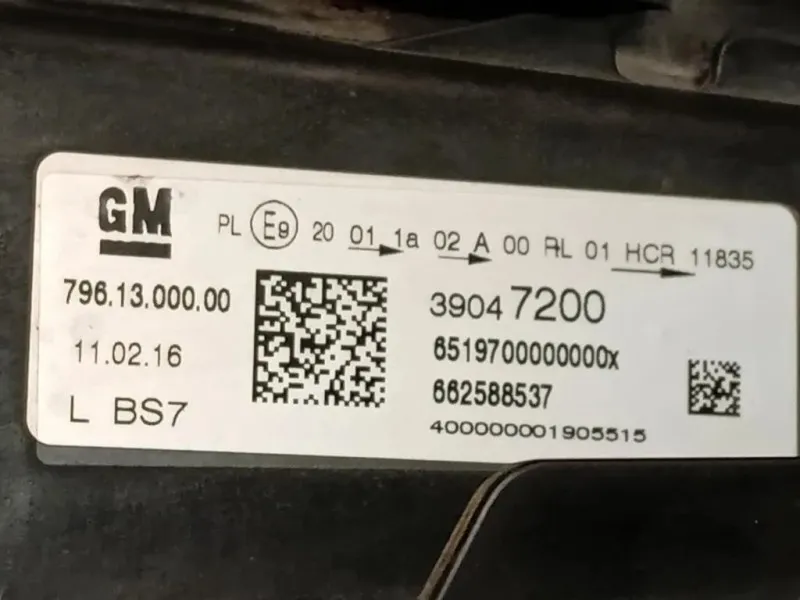 GM
PL E9 20 01 1a 02 A 00 RL 01 HCR 11835
796.13.000.00
39047200
11.02.16
6519700000000x
662588537
L BS7
400000001905515